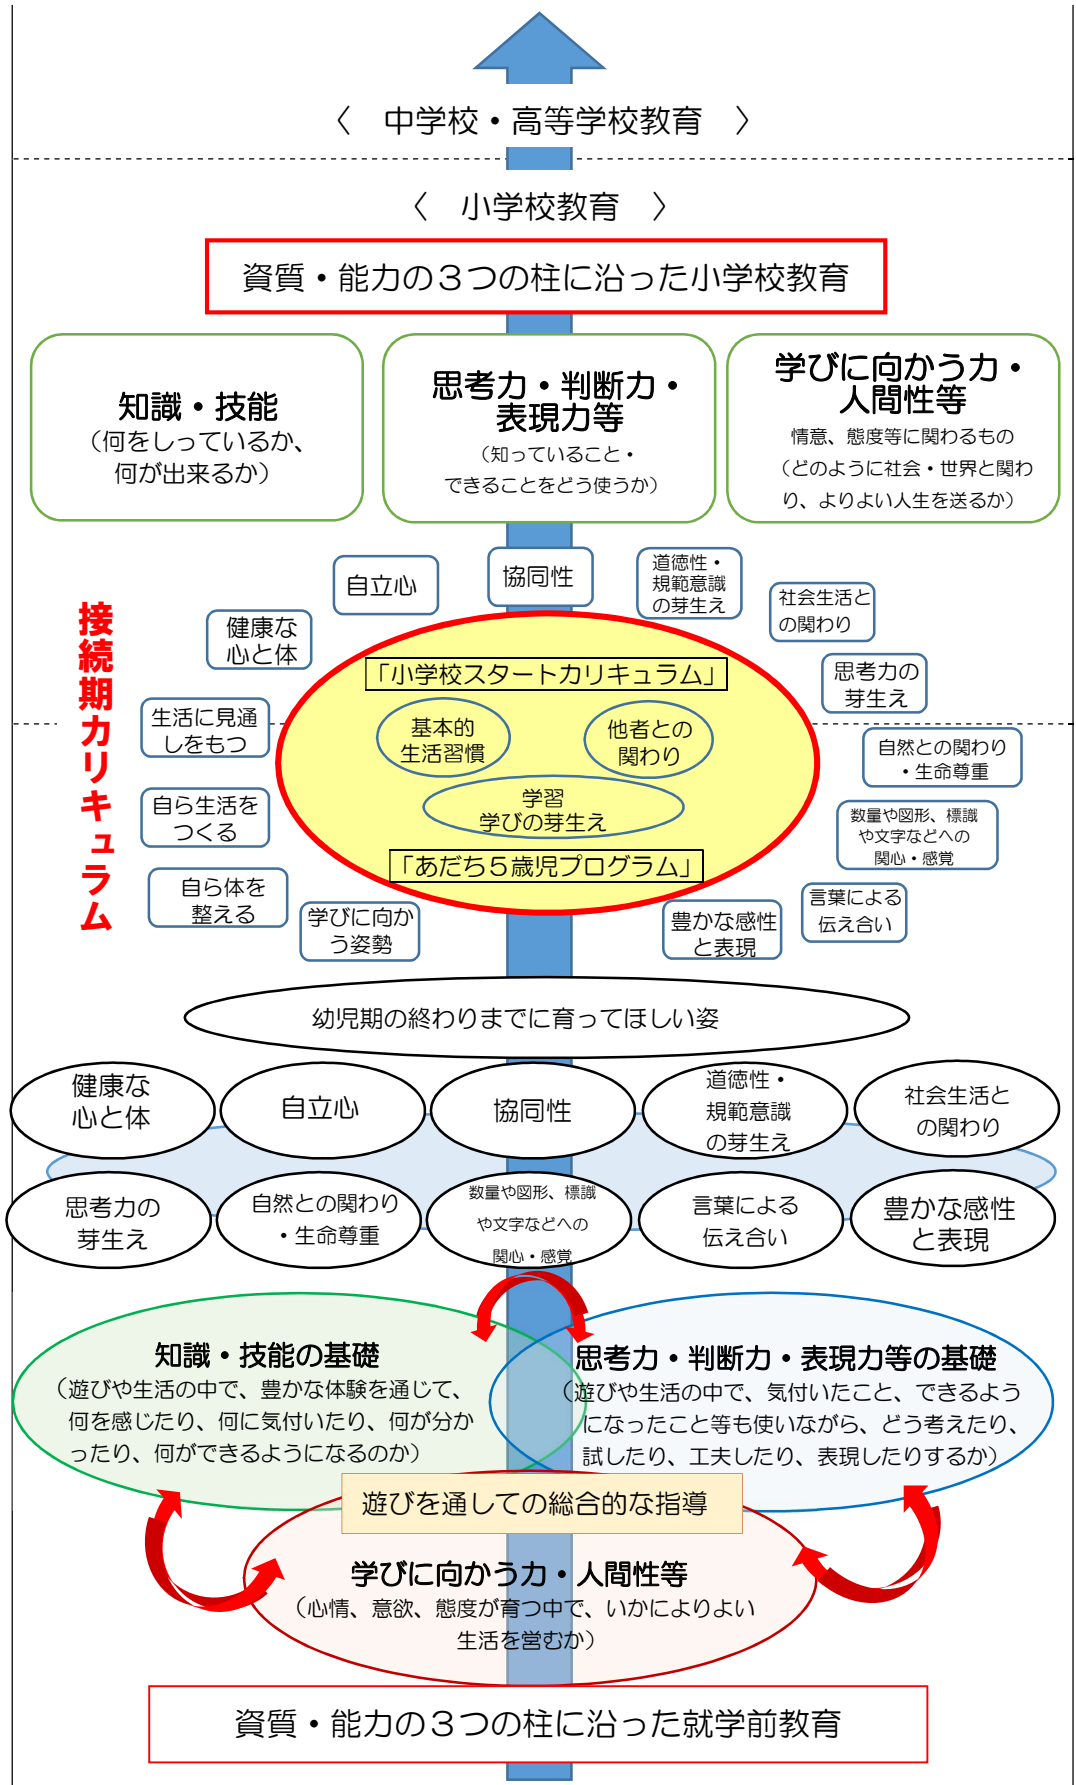 〈　中学校・高等学校教育　〉
〈　小学校教育　〉
資質・能力の３つの柱に沿った小学校教育
知識・技能
（何をしっているか、
何が出来るか）
思考力・判断力・
表現力等
（知っていること・
できることをどう使うか）
学びに向かう力・
人間性等
情意、態度等に関わるもの
（どのように社会・世界と関わ
り、よりよい人生を送るか）
接続期カリキュラム
自立心
協同性
道徳性・
規範意識
の芽生え
社会生活と
の関わり
健康な
心と体
思考力の
芽生え
生活に見通
しをもつ
自然との関わり
・生命尊重
自ら生活を
つくる
数量や図形、標識
や文字などへの
関心・感覚
自ら体を
整える
言葉による
伝え合い
学びに向か
う姿勢
豊かな感性
と表現
「小学校スタートカリキュラム」
基本的
生活習慣
他者との
関わり
学習
学びの芽生え
「あだち５歳児プログラム」
幼児期の終わりまでに育ってほしい姿
健康な
心と体
自立心
協同性
道徳性・
規範意識
の芽生え
社会生活と
の関わり
思考力の
芽生え
自然との関わり
・生命尊重
数量や図形、標識
や文字などへの
関心・感覚
言葉による
伝え合い
豊かな感性
と表現
知識・技能の基礎
（遊びや生活の中で、豊かな体験を通じて、
何を感じたり、何に気付いたり、何が分か
ったり、何ができるようになるのか）
思考力・判断力・表現力等の基礎
（遊びや生活の中で、気付いたこと、できるよう
になったこと等も使いながら、どう考えたり、
試したり、工夫したり、表現したりするか）
遊びを通しての総合的な指導
学びに向かう力・人間性等
（心情、意欲、態度が育つ中で、いかによりよい
生活を営むか）
資質・能力の３つの柱に沿った就学前教育